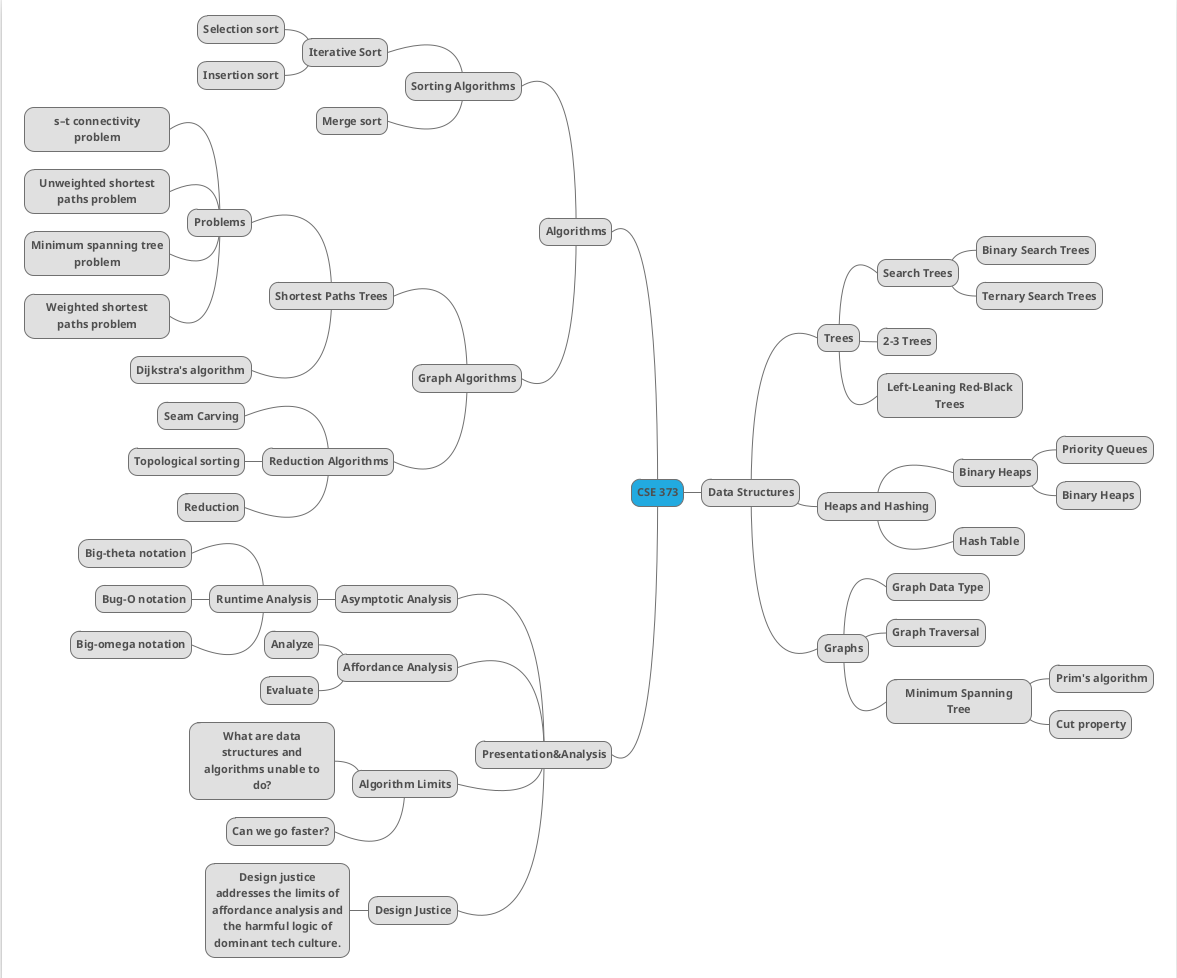 Selection sort
Iterative Sort
Insertion sort
Sorting Algorithms
Merge sort
s–t connectivity
problem
Unweighted shortest
paths problem
Problems
Minimum spanning tree
problem
Weighted shortest
paths problem
Shortest Paths Trees
Dijkstra's algorithm
Algorithms
Graph Algorithms
Seam Carving
Topological sorting
Reduction Algorithms
Reduction
CSE 373
Big-theta notation
Bug-O notation
Runtime Analysis
Asymptotic Analysis
Big-omega notation
Analyze
Affordance Analysis
Evaluate
Presentation&Analysis
What are data
structures and
algorithms unable to
do?
Algorithm Limits
Can we go faster?
Design justice
addresses the limits of
affordance analysis and
the harmful logic of
dominant tech culture.
Design Justice
Data Structures
Trees
Search Trees
Binary Search Trees
Ternary Search Trees
2-3 Trees
Left-Leaning Red-Black
Trees
Heaps and Hashing
Binary Heaps
Priority Queues
Binary Heaps
Hash Table
Graphs
Graph Data Type
Graph Traversal
Minimum Spanning
Tree
Prim's algorithm
Cut property